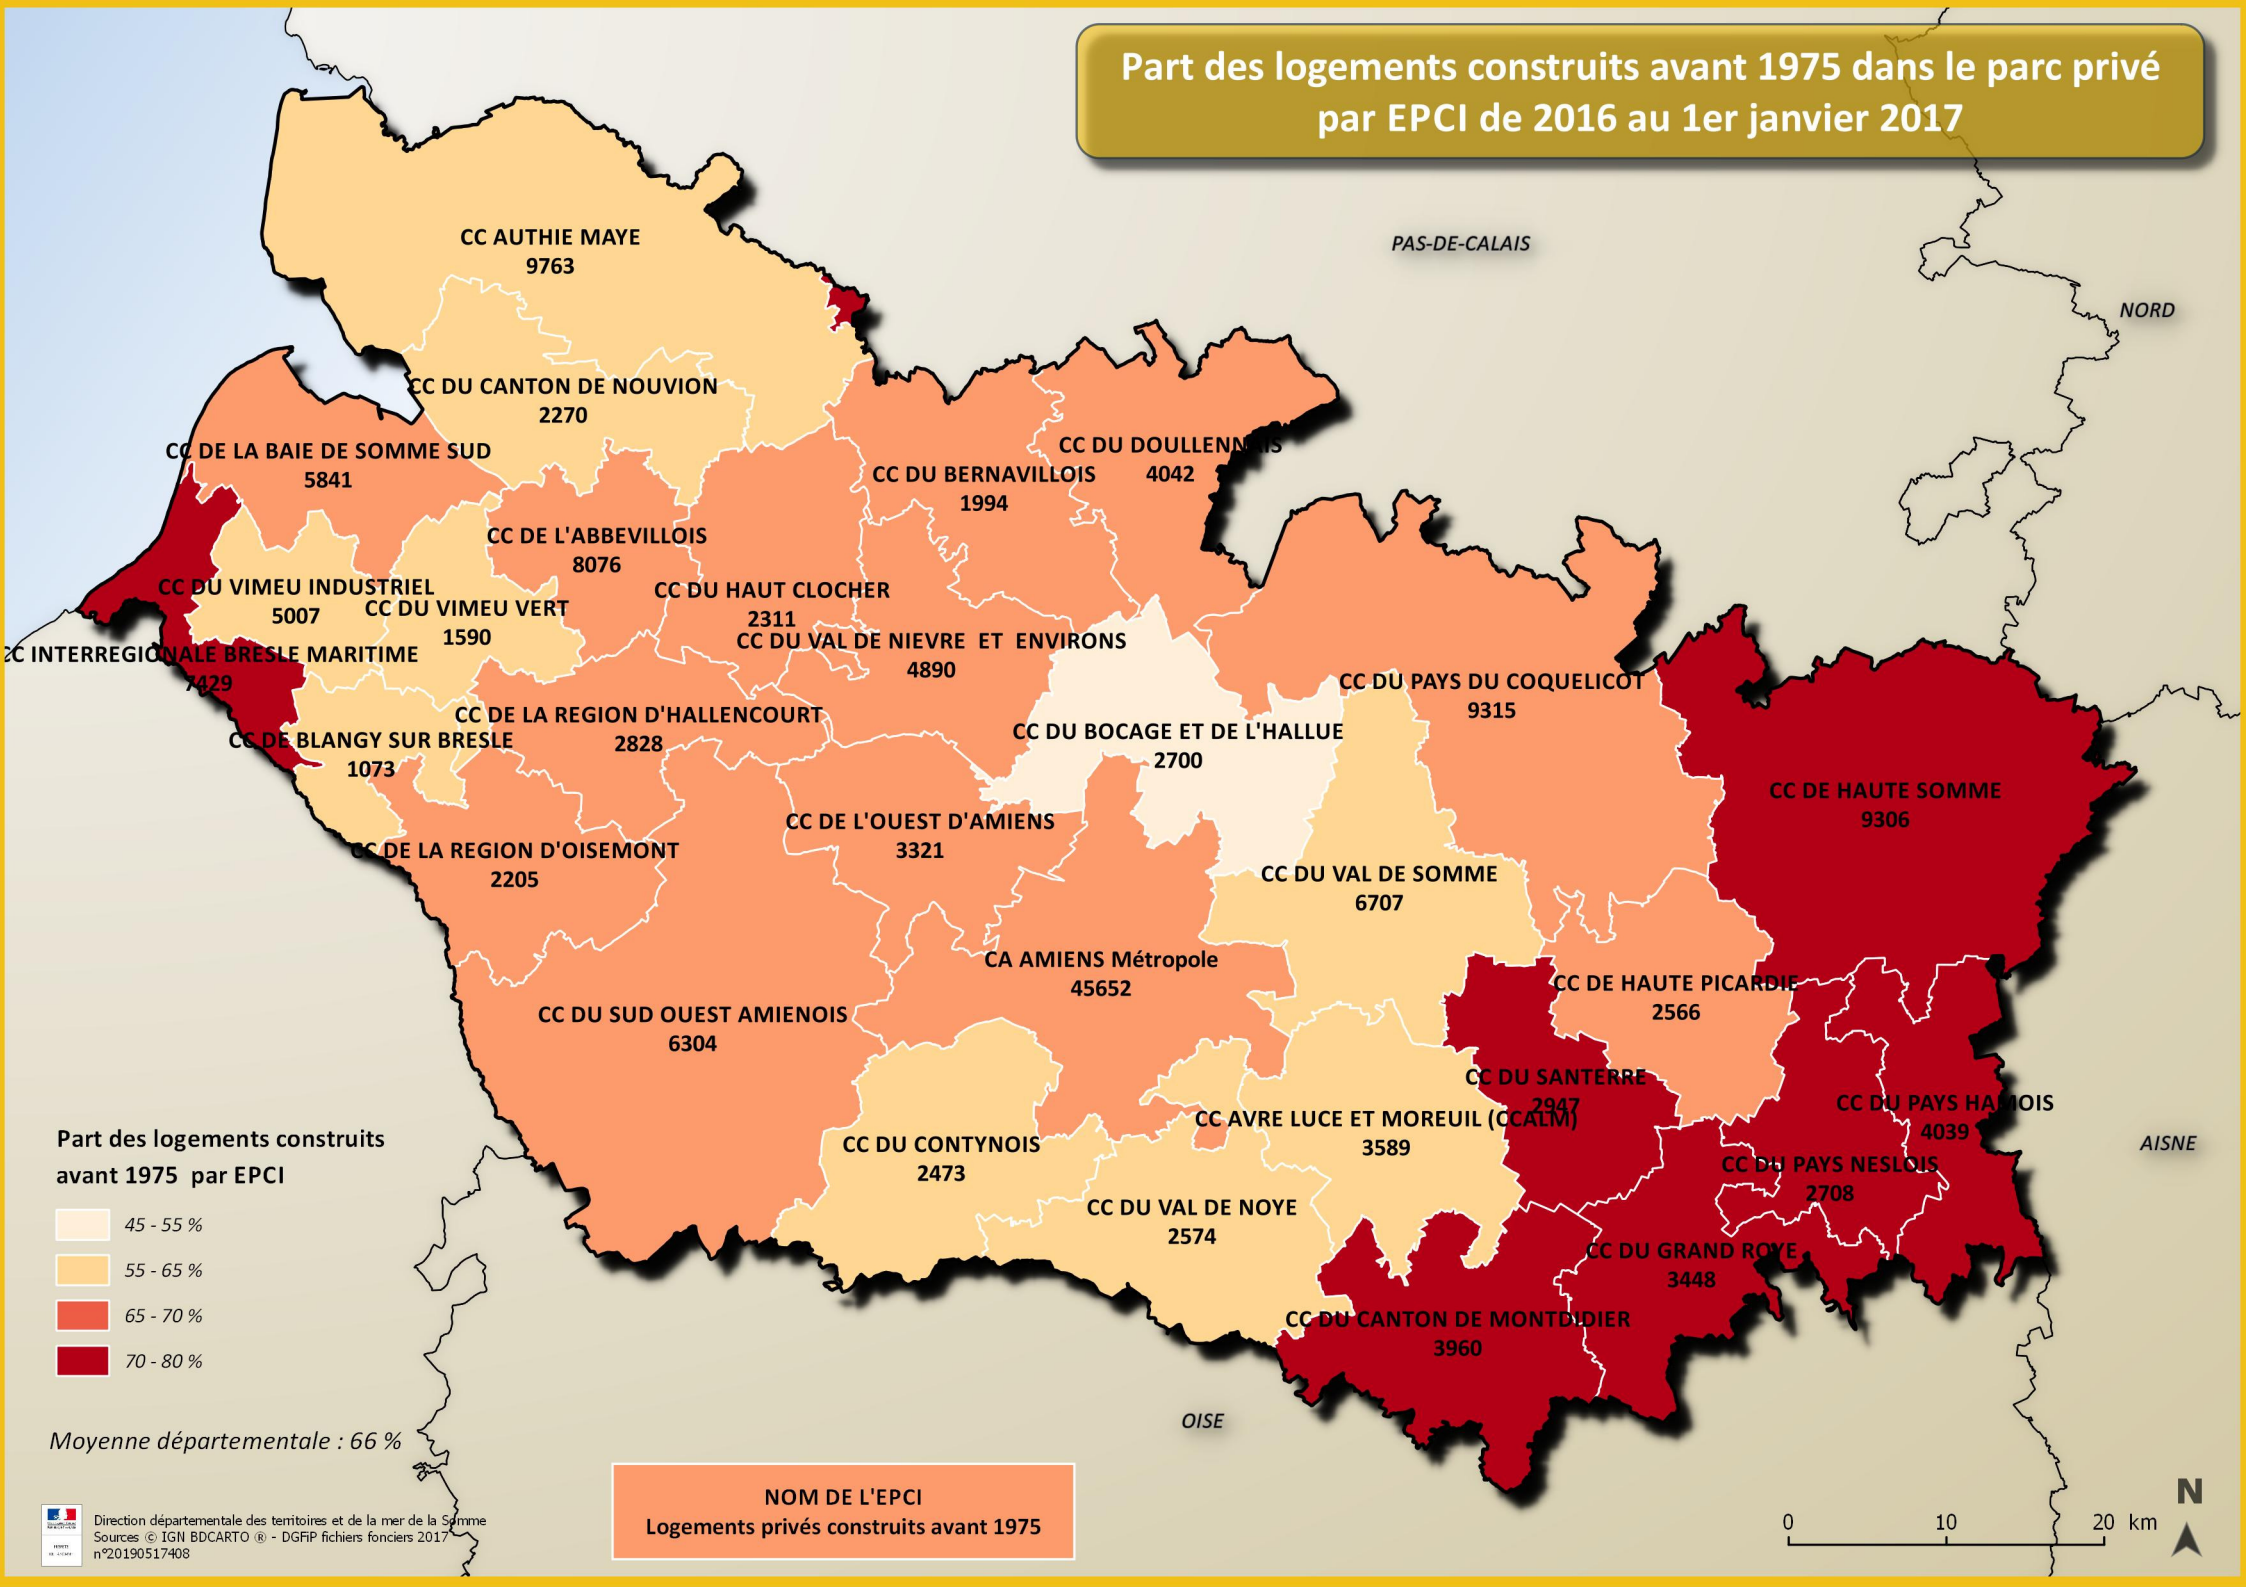 Part des logements construits avant 1975 dans le parc privé
par EPCI de 2016 au 1er janvier 2017
PAS-DE-CALAIS
NORD
CC AUTHIE MAYE
9763
CC DU CANTON DE NOUVION
2270
CC DE LA BAIE DE SOMME SUD
5841
CC DU DOULLENNAIS
4042
CC DU BERNAVILLOIS
1994
CC DE L'ABBEVILLOIS
8076
CC DU VIMEU INDUSTRIEL
5007
CC DU VIMEU VERT
1590
CC DU HAUT CLOCHER
2311
CC DU VAL DE NIEVRE ET ENVIRONS
4890
CC INTERREGIONALE BRESLE MARITIME
7429
CC DU PAYS DU COQUELICOT
9315
CC DE LA REGION D'HALLENCOURT
2828
CC DU BOCAGE ET DE L'HALLUE
2700
CC DE BLANGY SUR BRESLE
1073
CC DE HAUTE SOMME
9306
CC DE L'OUEST D'AMIENS
3321
CC DE LA REGION D'OISEMONT
2205
CC DU VAL DE SOMME
6707
CA AMIENS Métropole
45652
CC DE HAUTE PICARDIE
2566
CC DU SUD OUEST AMIENOIS
6304
CC DU SANTERRE
2947
CC DU PAYS HAMOIS
4039
CC AVRE LUCE ET MOREUIL (CCALM)
3589
CC DU CONTYNOIS
2473
CC DU PAYS NESLOIS
2708
CC DU VAL DE NOYE
2574
CC DU GRAND ROYE
3448
CC DU CANTON DE MONTDIDIER
3960
AISNE
OISE
Part des logements construits
avant 1975 par EPCI
45 - 55 %
55 - 65 %
65 - 70 %
70 - 80 %
Moyenne départementale : 66 %
NOM DE L'EPCI
Logements privés construits avant 1975
Direction départementale des territoires et de la mer de la Somme
Sources © IGN BDCARTO ® - DGFiP fichiers fonciers 2017
n°20190517408
0 10 20 km
N